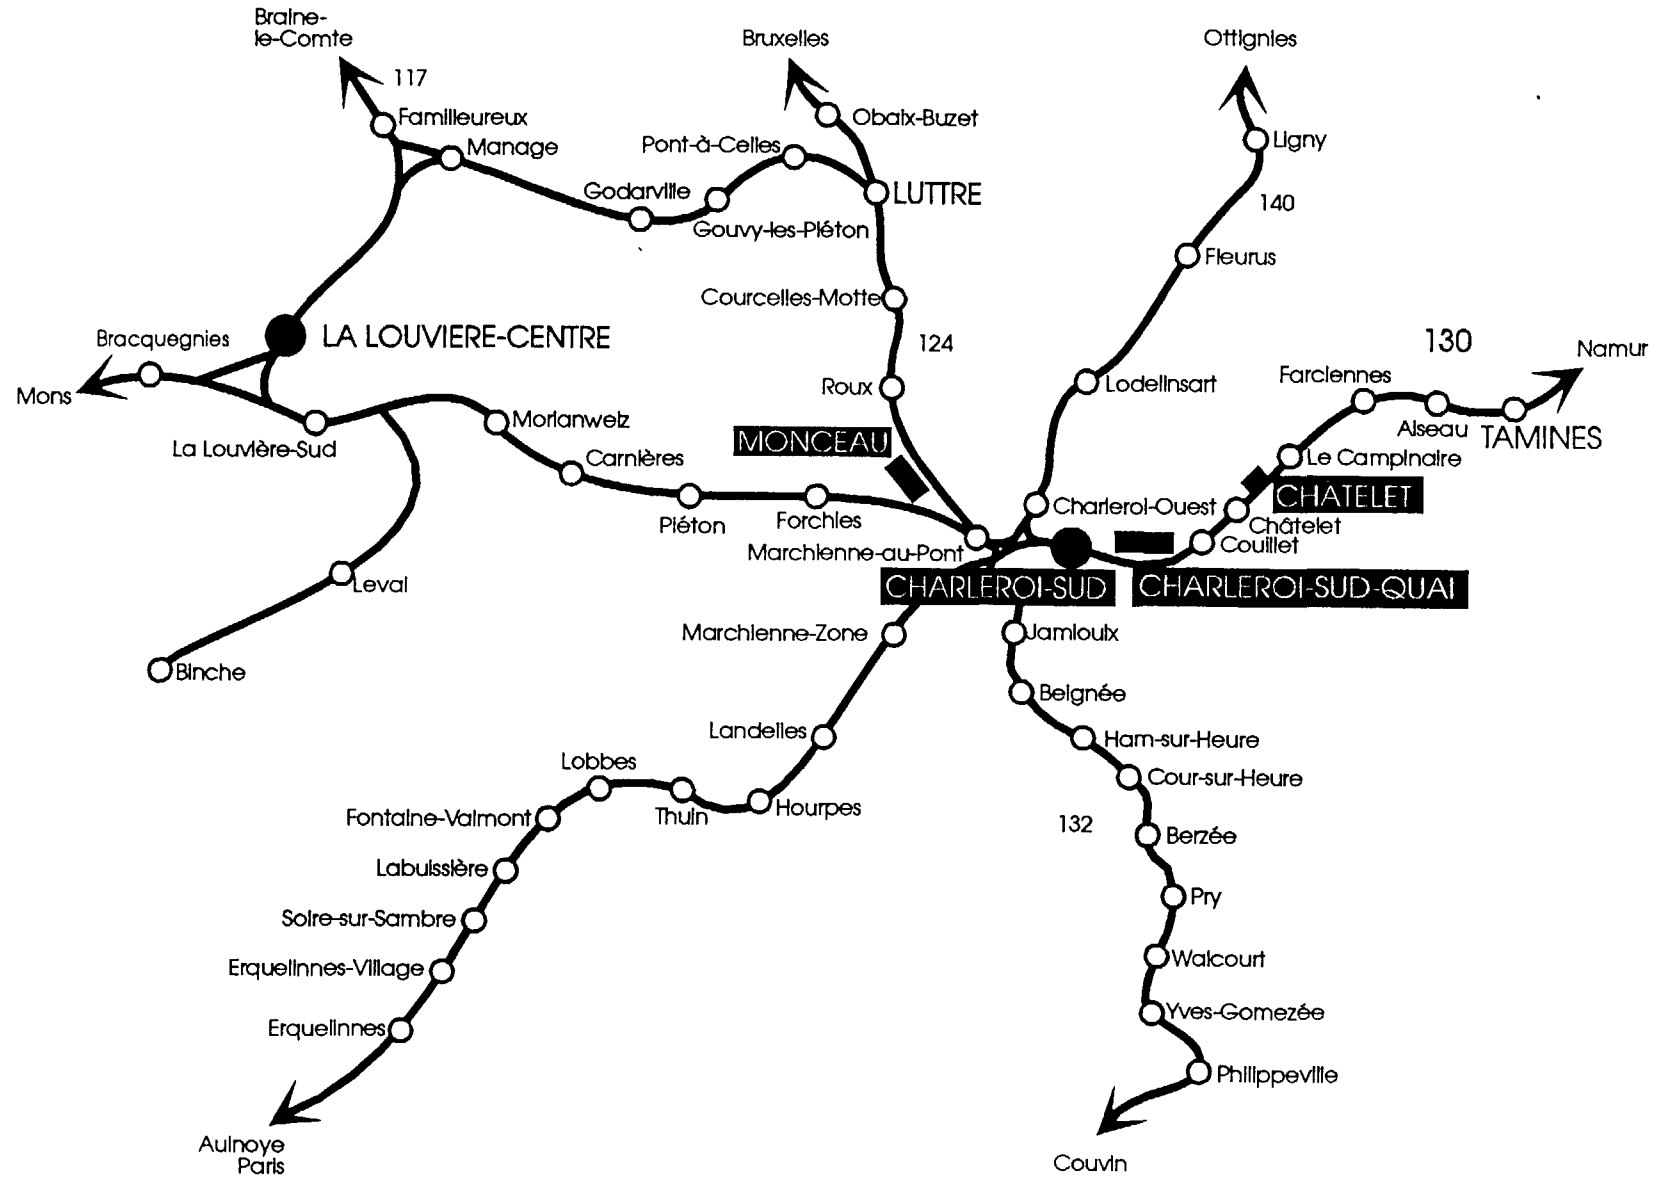 Braine-
le-Comte
117
Familleureux
Manage
Bruxelles
Obaix-Buzet
Pont-à-Celles
LUTTRE
Godarville
Gouvy-les-Piéton
Ottignies
Ligny
140
Fleurus
Courcelles-Motte
124
Roux
Lodelinsart
130
Namur
Farciennes
Aiseau
TAMINES
Le Campinaire
CHATELET
Châtelet
Couillet
Bracquegnies
LA LOUVIERE-CENTRE
Mons
La Louvière-Sud
Morlanwelz
Carnières
Piéton
Forchies
MONCEAU
Marchienne-au-Pont
Charleroi-Ouest
CHARLEROI-SUD
CHARLEROI-SUD-QUAI
Leval
Binche
Marchienne-Zone
Jamioulx
Beignée
Landelies
Ham-sur-Heure
Cour-sur-Heure
Lobbes
Thuin
Hourpes
Fontaine-Valmont
132
Berzée
Labuissière
Pry
Solre-sur-Sambre
Walcourt
Erquelinnes-Village
Yves-Gomezée
Erquelinnes
Philippeville
Aulnoye
Paris
Couvin